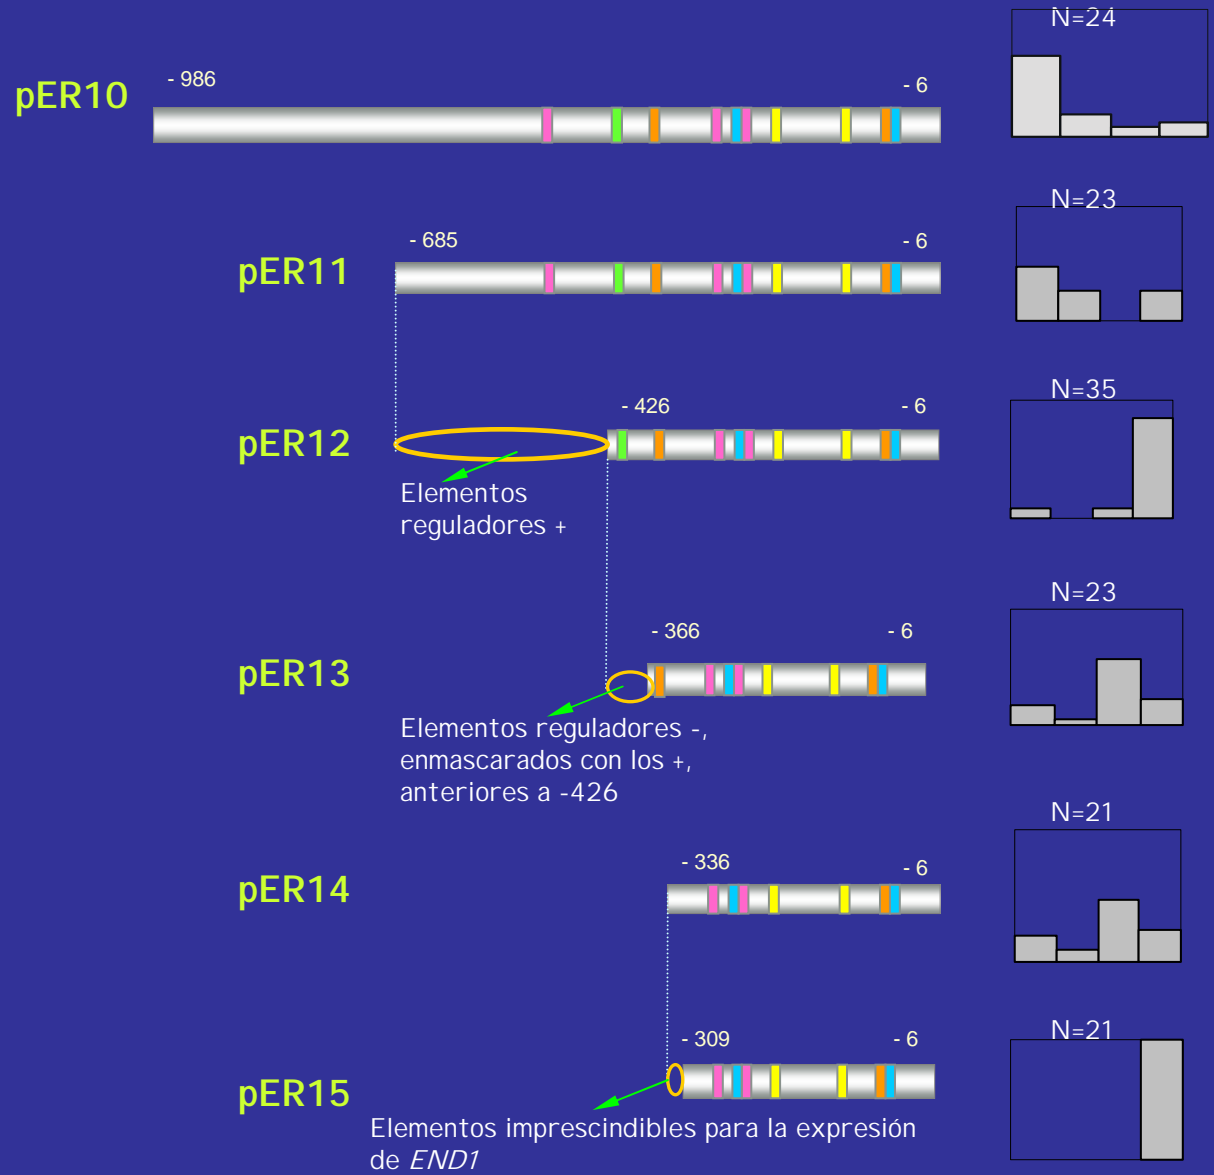 N=24
- 986
- 6
pER10
N=23
- 685
- 6
pER11
N=35
- 426
- 6
pER12
Elementos
reguladores +
N=23
- 366
- 6
pER13
Elementos reguladores -,
enmascarados con los +,
anteriores a -426
N=21
- 336
- 6
pER14
N=21
- 309
- 6
pER15
Elementos imprescindibles para la expresión
de END1